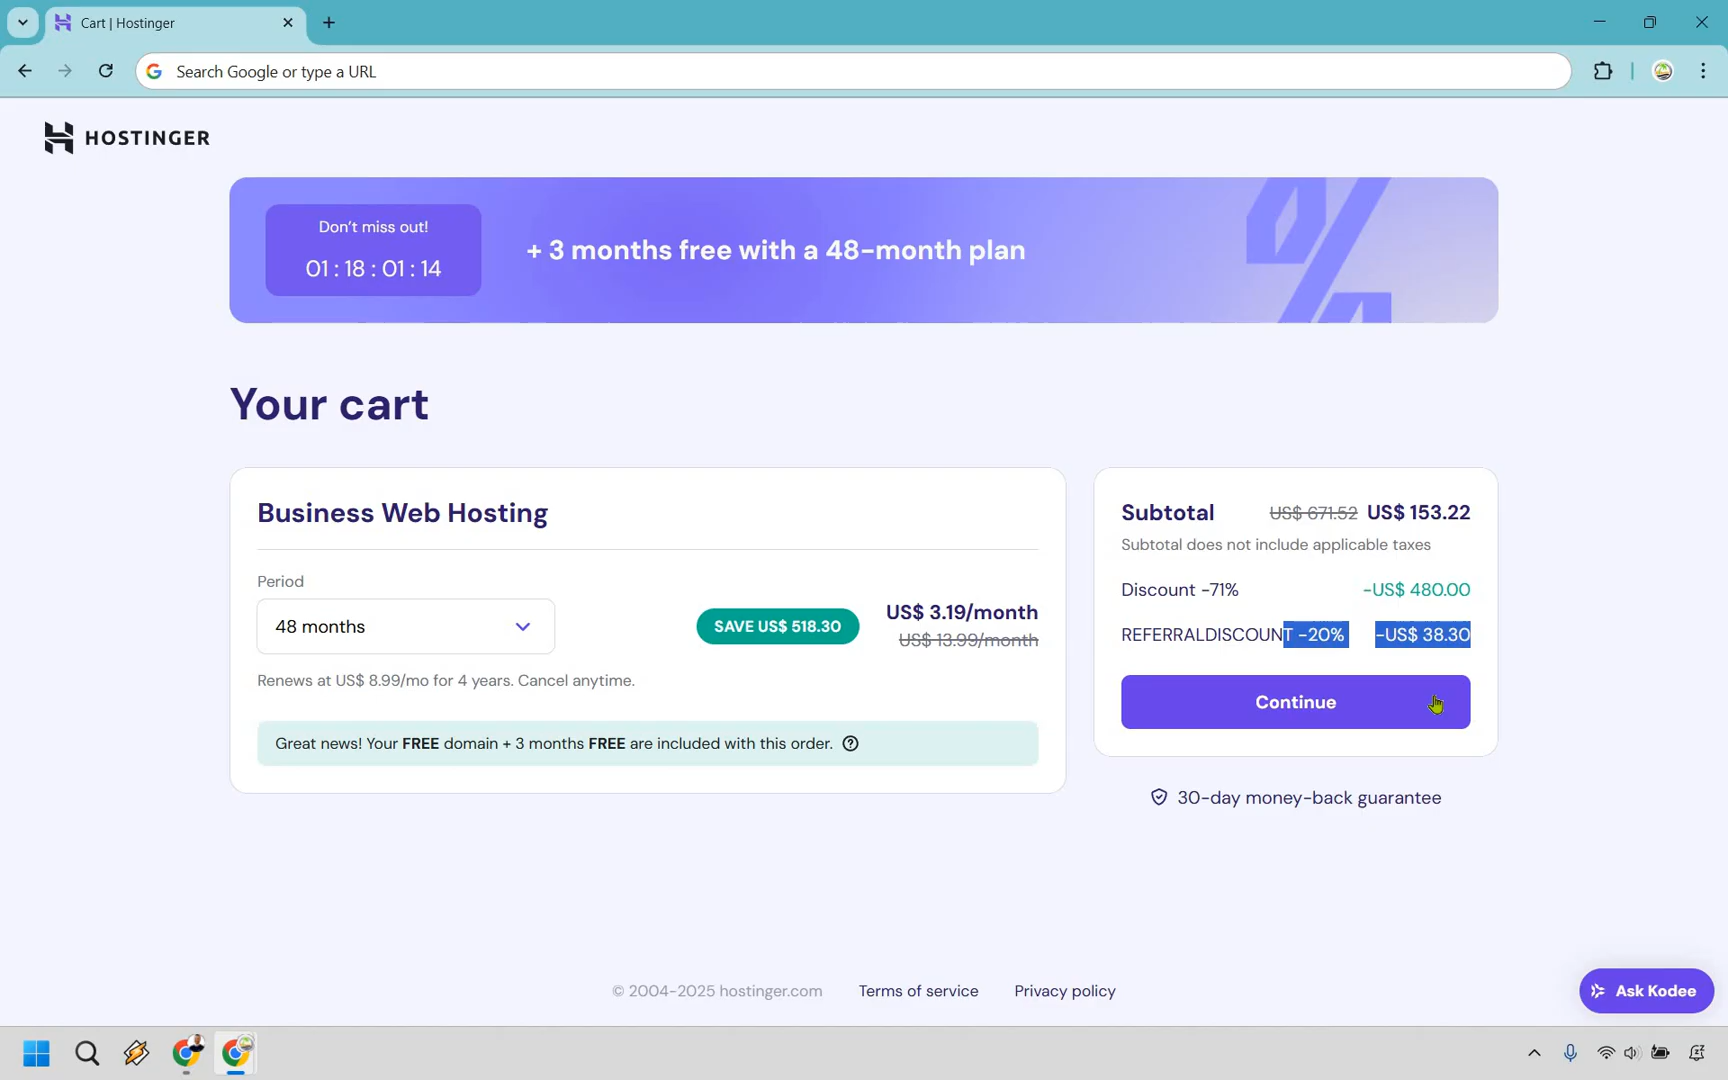 Cart | Hostinger
Search Google or type a URL
HOSTINGER
Don't miss out!
01 : 18 : 01 : 14
+ 3 months free with a 48-month plan
Your cart
Business Web Hosting
Period
48 months
SAVE US$ 518.30
US$ 3.19/month
US$ 13.99/month
Renews at US$ 8.99/mo for 4 years. Cancel anytime.
Great news! Your FREE domain + 3 months FREE are included with this order.
Subtotal US$ 671.52 US$ 153.22
Subtotal does not include applicable taxes
Discount -71% -US$ 480.00
REFERRALDISCOUNT -20% -US$ 38.30
Continue
30-day money-back guarantee
© 2004-2025 hostinger.com Terms of service Privacy policy
Ask Kodee